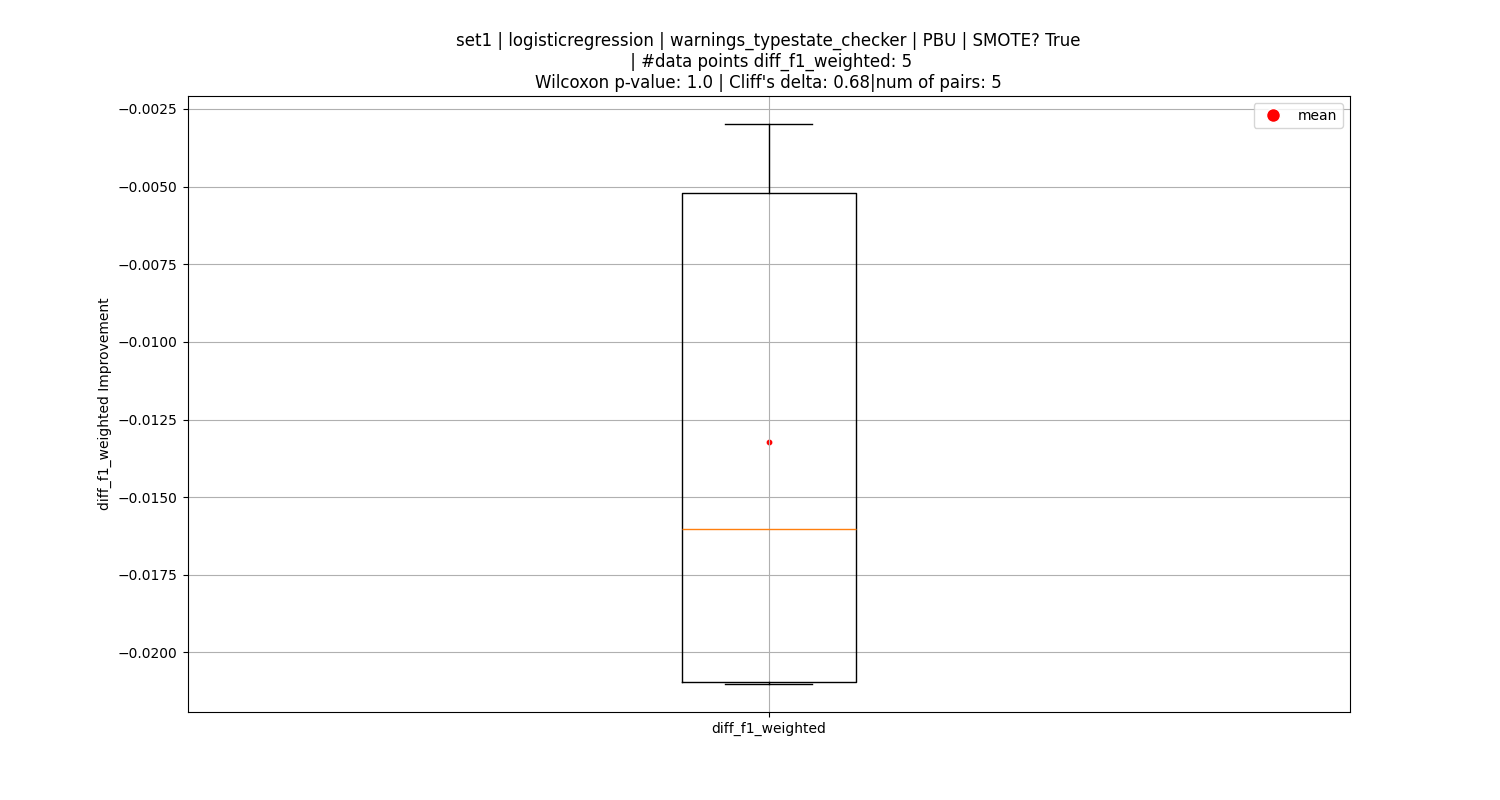 set1 | logisticregression | warnings_typestate_checker | PBU | SMOTE? True
| #data points diff_f1_weighted: 5
Wilcoxon p-value: 1.0 | Cliff's delta: 0.68|num of pairs: 5
mean
−0.0025
−0.0050
−0.0075
−0.0100
−0.0125
−0.0150
−0.0175
−0.0200
diff_f1_weighted Improvement
diff_f1_weighted